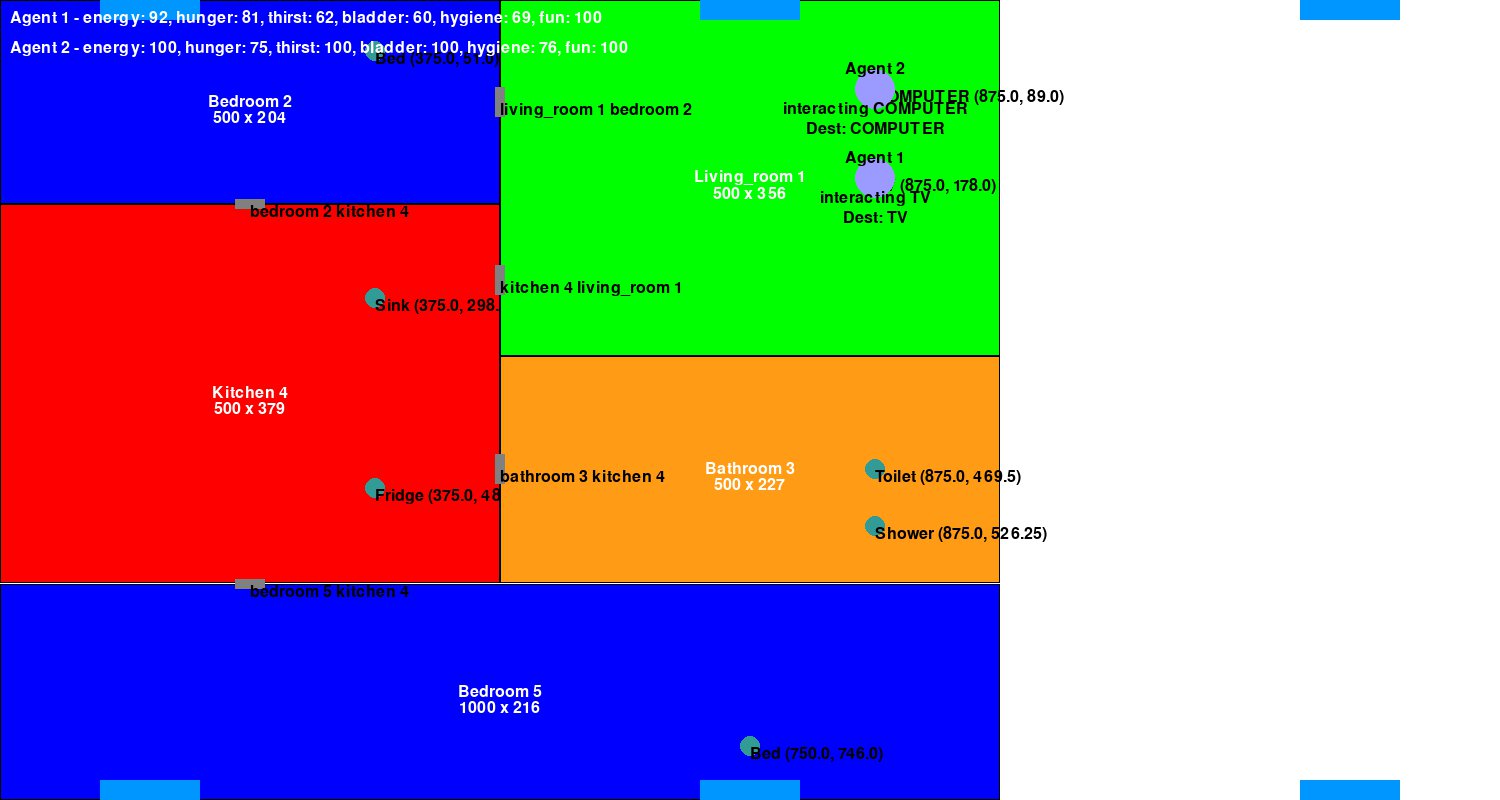 Agent 1 - energy: 92, hunger: 81, thirst: 62, bladder: 60, hygiene: 69, fun: 100
Agent 2 - energy: 100, hunger: 75, thirst: 100, bladder: 100, hygiene: 76, fun: 100
Bed (375.0, 51.0)
Agent 2
Bedroom 2
500 x 204
COMPUTER (875.0, 89.0)
living_room 1 bedroom 2
interacting COMPUTER
Dest: COMPUTER
Agent 1
Living_room 1
500 x 356
(875.0, 178.0)
interacting TV
Dest: TV
bedroom 2 kitchen 4
kitchen 4 living_room 1
Sink (375.0, 298.
Kitchen 4
500 x 379
Bathroom 3
500 x 227
bathroom 3 kitchen 4
Toilet (875.0, 469.5)
Fridge (375.0, 48
Shower (875.0, 526.25)
bedroom 5 kitchen 4
Bedroom 5
1000 x 216
Bed (750.0, 746.0)